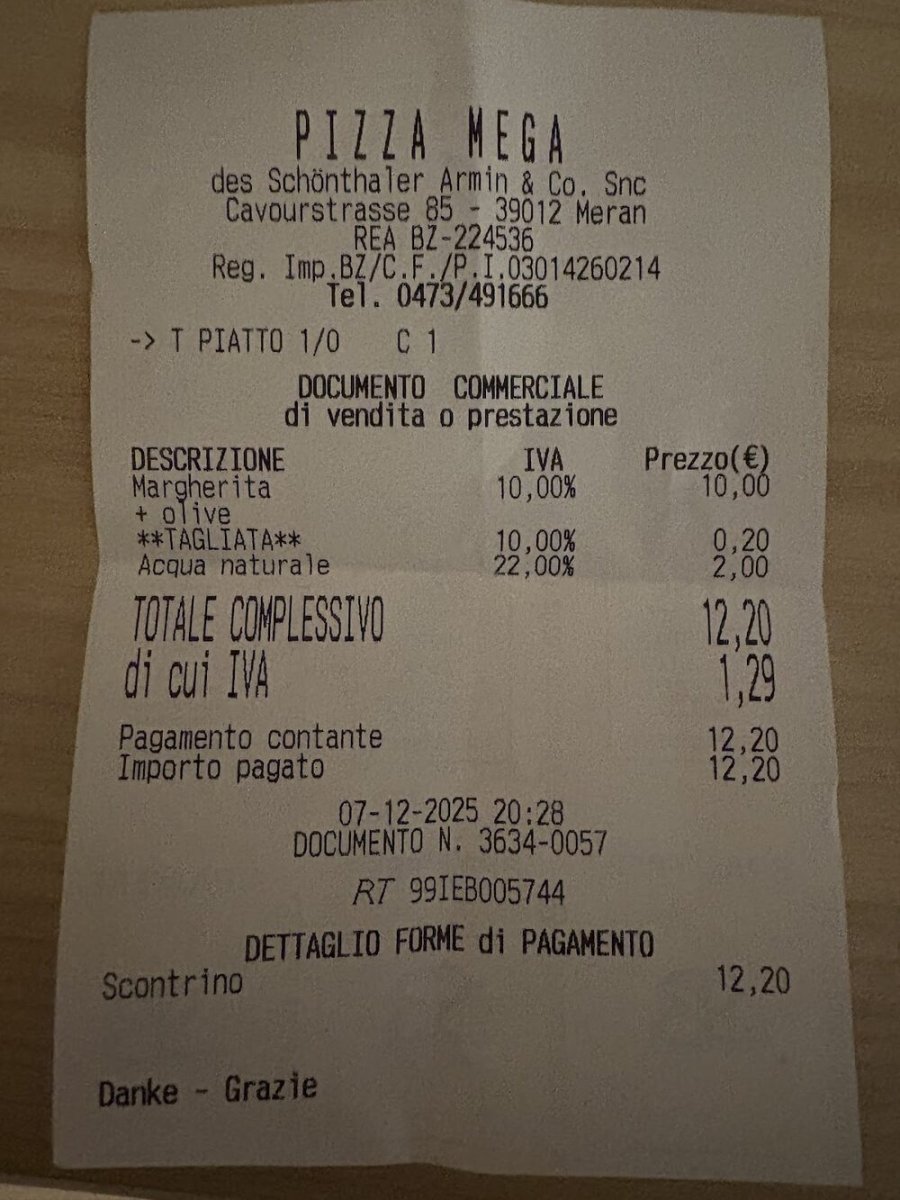 PIZZA MEGA
des Schönthaler Armin & Co. Snc
Cavourstrasse 85 - 39012 Meran
REA BZ-224536
Reg. Imp.BZ/C.F./P.I.03014260214
Tel. 0473/491666
-> T PIATTO 1/0 C 1
DOCUMENTO COMMERCIALE
di vendita o prestazione
DESCRIZIONE IVA Prezzo(€)
Margherita 10,00% 10,00
+ olive
**TAGLIATA** 10,00% 0,20
Acqua naturale 22,00% 2,00
TOTALE COMPLESSIVO 12,20
di cui IVA 1,29
Pagamento contante 12,20
Importo pagato 12,20
07-12-2025 20:28
DOCUMENTO N. 3634-0057
RT 99IEB005744
DETTAGLIO FORME di PAGAMENTO
Scontrino 12,20
Danke - Grazie